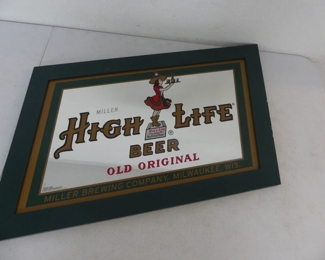 MILLER
HIGH LIFE
®
BEER
OLD ORIGINAL
MILLER BREWING COMPANY, MILWAUKEE, WIS.